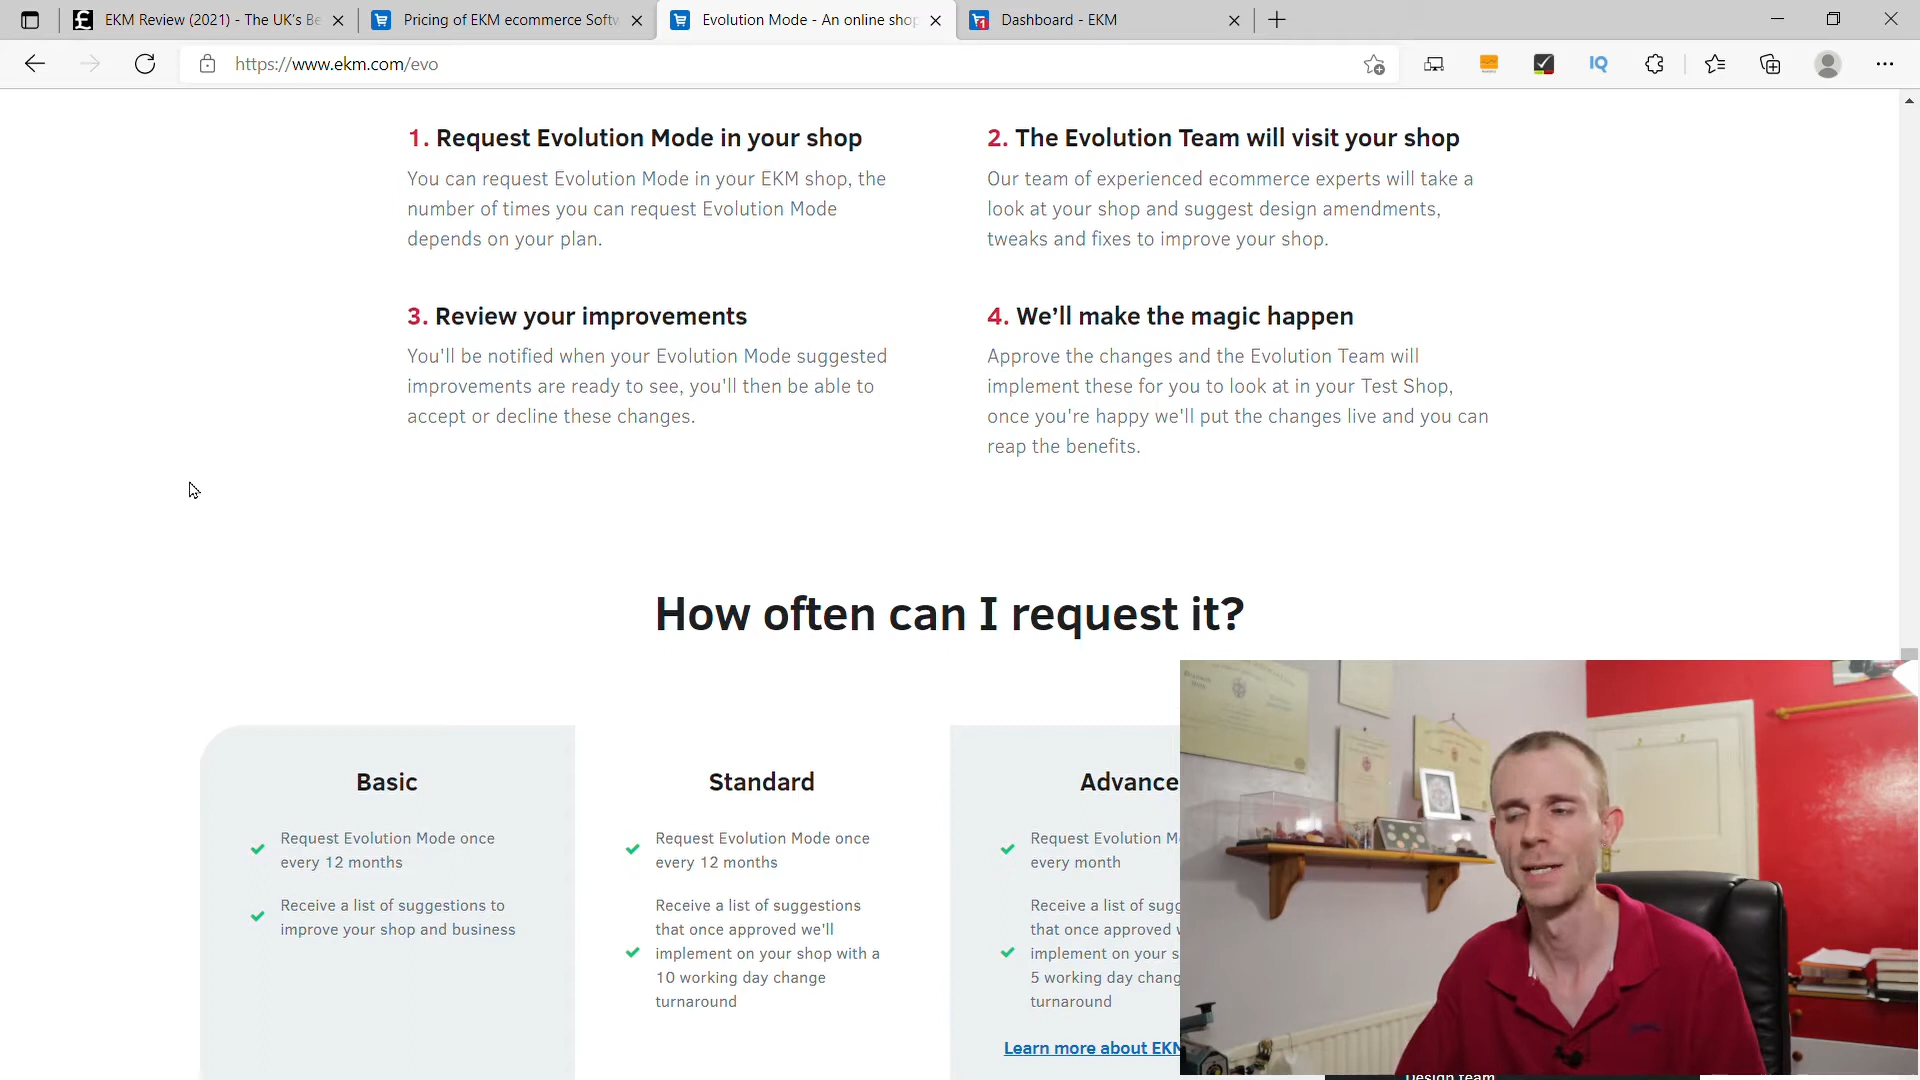 EKM Review (2021) - The UK's Be
Pricing of EKM ecommerce Softw
Evolution Mode - An online shop
Dashboard - EKM
https://www.ekm.com/evo
IQ
1. Request Evolution Mode in your shop
You can request Evolution Mode in your EKM shop, the
number of times you can request Evolution Mode
depends on your plan.
2. The Evolution Team will visit your shop
Our team of experienced ecommerce experts will take a
look at your shop and suggest design amendments,
tweaks and fixes to improve your shop.
3. Review your improvements
You'll be notified when your Evolution Mode suggested
improvements are ready to see, you'll then be able to
accept or decline these changes.
4. We’ll make the magic happen
Approve the changes and the Evolution Team will
implement these for you to look at in your Test Shop,
once you're happy we'll put the changes live and you can
reap the benefits.
How often can I request it?
Basic
Request Evolution Mode once
every 12 months
Receive a list of suggestions to
improve your shop and business
Standard
Request Evolution Mode once
every 12 months
Receive a list of suggestions
that once approved we'll
implement on your shop with a
10 working day change
turnaround
Advance
Request Evolution M
every month
Receive a list of sug
that once approved
implement on your s
5 working day chang
turnaround
Learn more about EKM
Design team